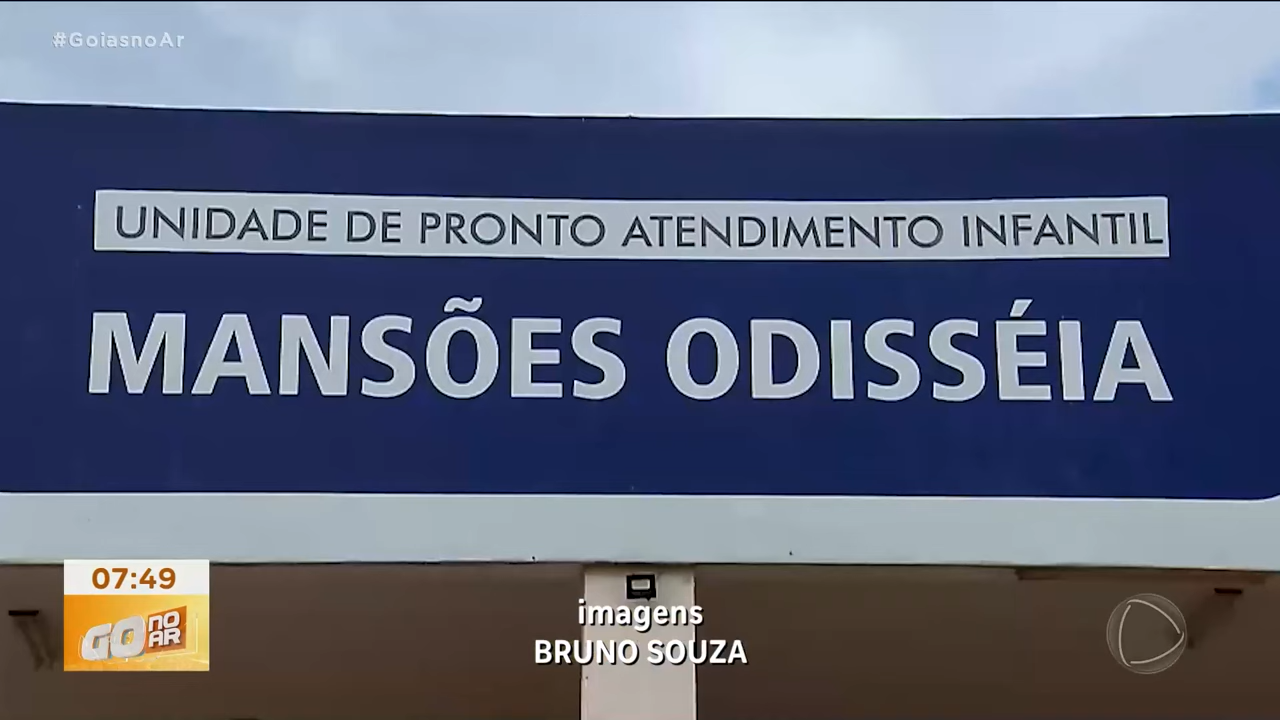 #GoiasnoAr
UNIDADE DE PRONTO ATENDIMENTO INFANTIL
MANSÕES ODISSÉIA
07:49
GO NO AR
imagens
BRUNO SOUZA